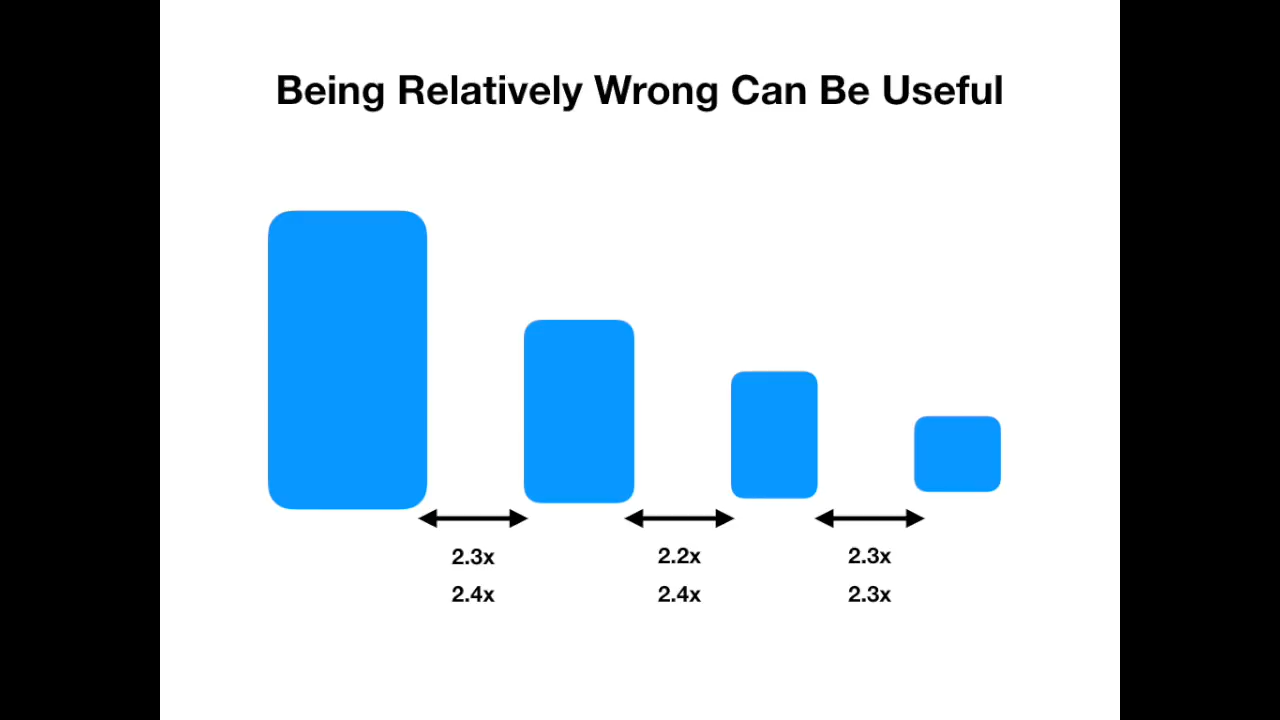 Being Relatively Wrong Can Be Useful
2.3x 2.2x 2.3x
2.4x 2.4x 2.3x